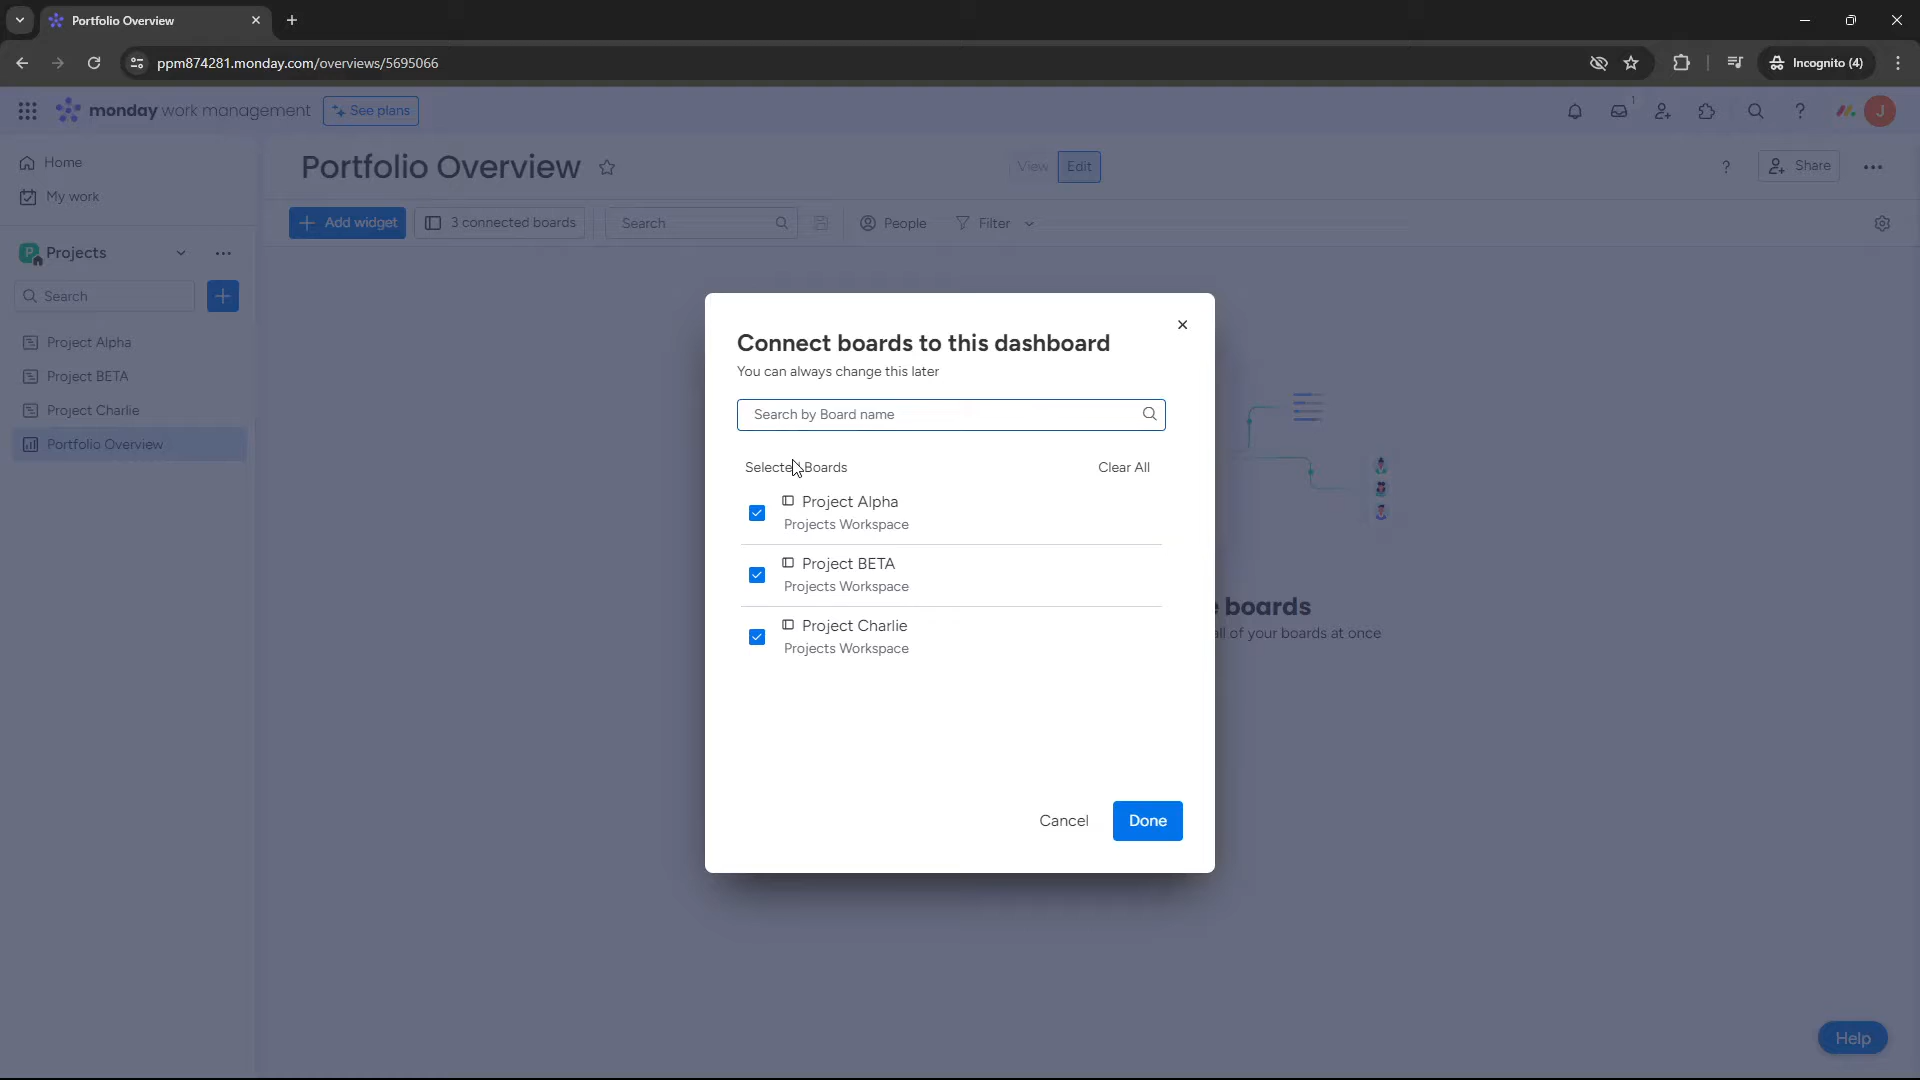 Portfolio Overview
ppm874281.monday.com/overviews/5695066
Incognito (4)
monday work management
See plans
1
J
Home
My work
Portfolio Overview
View
Edit
?
Share
Add widget
3 connected boards
Search
People
Filter
P
Projects
Search
Project Alpha
Project BETA
Project Charlie
Portfolio Overview
Connect boards to this dashboard
You can always change this later
Search by Board name
Selected Boards
Clear All
Project Alpha
Projects Workspace
Project BETA
Projects Workspace
Project Charlie
Projects Workspace
Cancel
Done
boards
all of your boards at once
Help